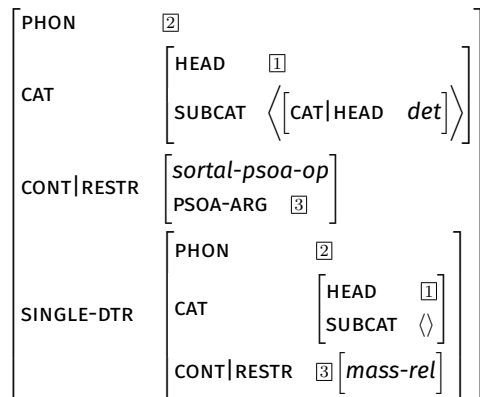 PHON 2
CAT HEAD 1
SUBCAT ⟨[CAT|HEAD det]⟩
CONT|RESTR sortal-psoa-op
PSOA-ARG 3
SINGLE-DTR PHON 2
CAT HEAD 1
SUBCAT ⟨⟩
CONT|RESTR 3 [mass-rel]